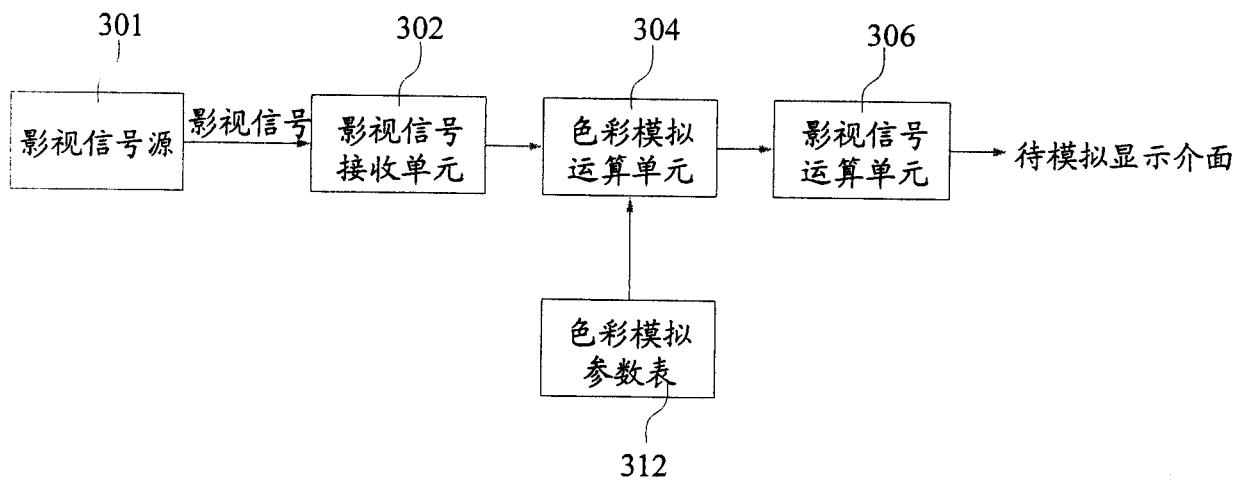 301
302
304
306
影视信号源
影视信号
影视信号
接收单元
色彩模拟
运算单元
影视信号
运算单元
待模拟显示介面
色彩模拟
参数表
312